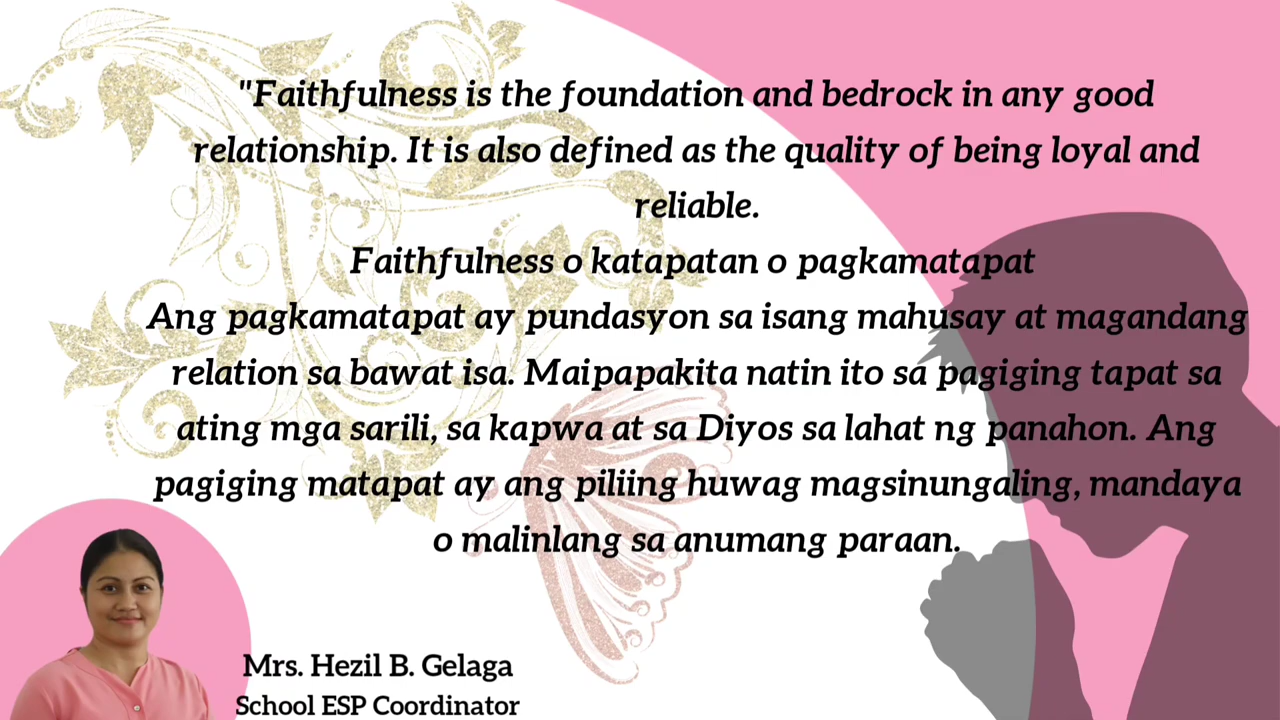 "Faithfulness is the foundation and bedrock in any good
relationship. It is also defined as the quality of being loyal and
reliable.
Faithfulness o katapatan o pagkamatapat
Ang pagkamatapat ay pundasyon sa isang mahusay at magandang
relation sa bawat isa. Maipapakita natin ito sa pagiging tapat sa
ating mga sarili, sa kapwa at sa Diyos sa lahat ng panahon. Ang
pagiging matapat ay ang piliing huwag magsinungaling, mandaya
o malinlang sa anumang paraan.
Mrs. Hezil B. Gelaga
School ESP Coordinator